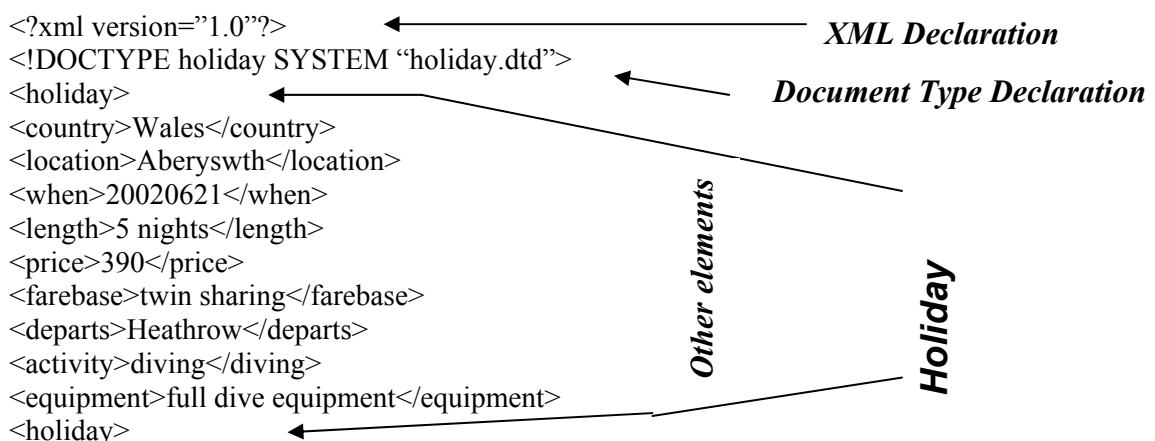 <?xml version=”1.0”?>
<!DOCTYPE holiday SYSTEM “holiday.dtd”>
<holiday>
<country>Wales</country>
<location>Aberyswth</location>
<when>20020621</when>
<length>5 nights</length>
<price>390</price>
<farebase>twin sharing</farebase>
<departs>Heathrow</departs>
<activity>diving</diving>
<equipment>full dive equipment</equipment>
<holiday>
XML Declaration
Document Type Declaration
Other elements
Holiday